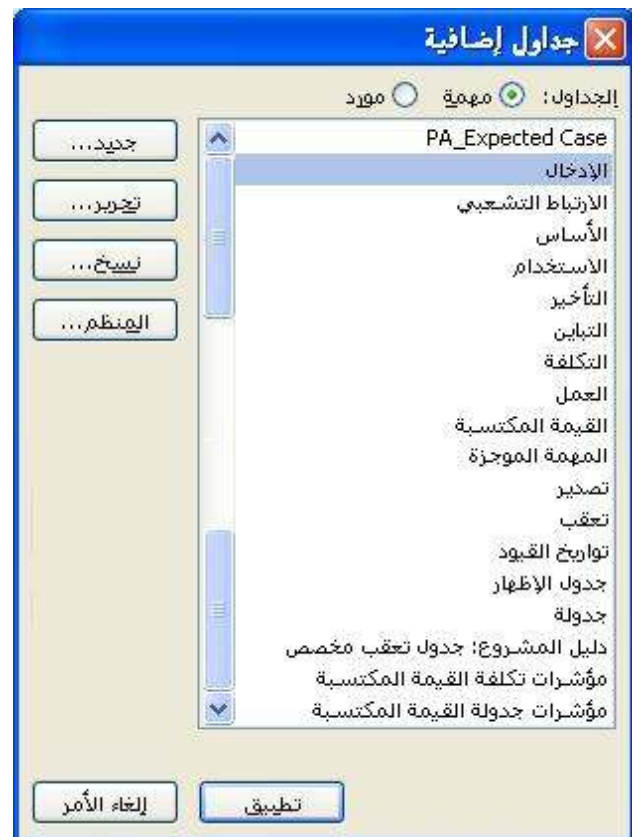 جداول إضافية
الجداول: مهمة مورد
PA_Expected Case
الإدخال
الارتباط التشعبي
الأساس
الاستخدام
التأخير
التباين
التكلفة
العمل
القيمة المكتسبة
المهمة الموجزة
تصدير
تعقب
تواريخ القيود
جدول الإظهار
جدولة
دليل المشروع: جدول تعقب مخصص
مؤشرات تكلفة القيمة المكتسبة
مؤشرات جدولة القيمة المكتسبة
جديد...
تحرير...
نسخ...
المنظم...
تطبيق
إلغاء الأمر